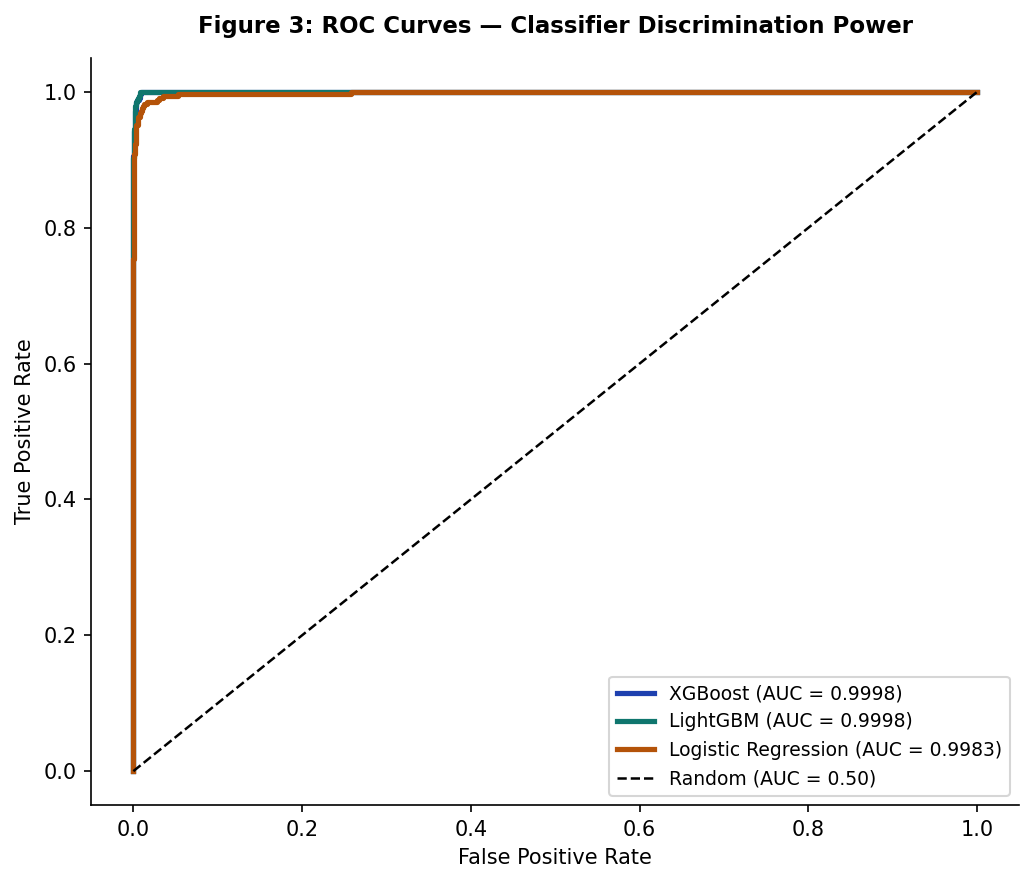 Figure 3: ROC Curves — Classifier Discrimination Power
1.0
0.8
0.6
0.4
0.2
0.0
True Positive Rate
XGBoost (AUC = 0.9998)
LightGBM (AUC = 0.9998)
Logistic Regression (AUC = 0.9983)
Random (AUC = 0.50)
0.0 0.2 0.4 0.6 0.8 1.0
False Positive Rate